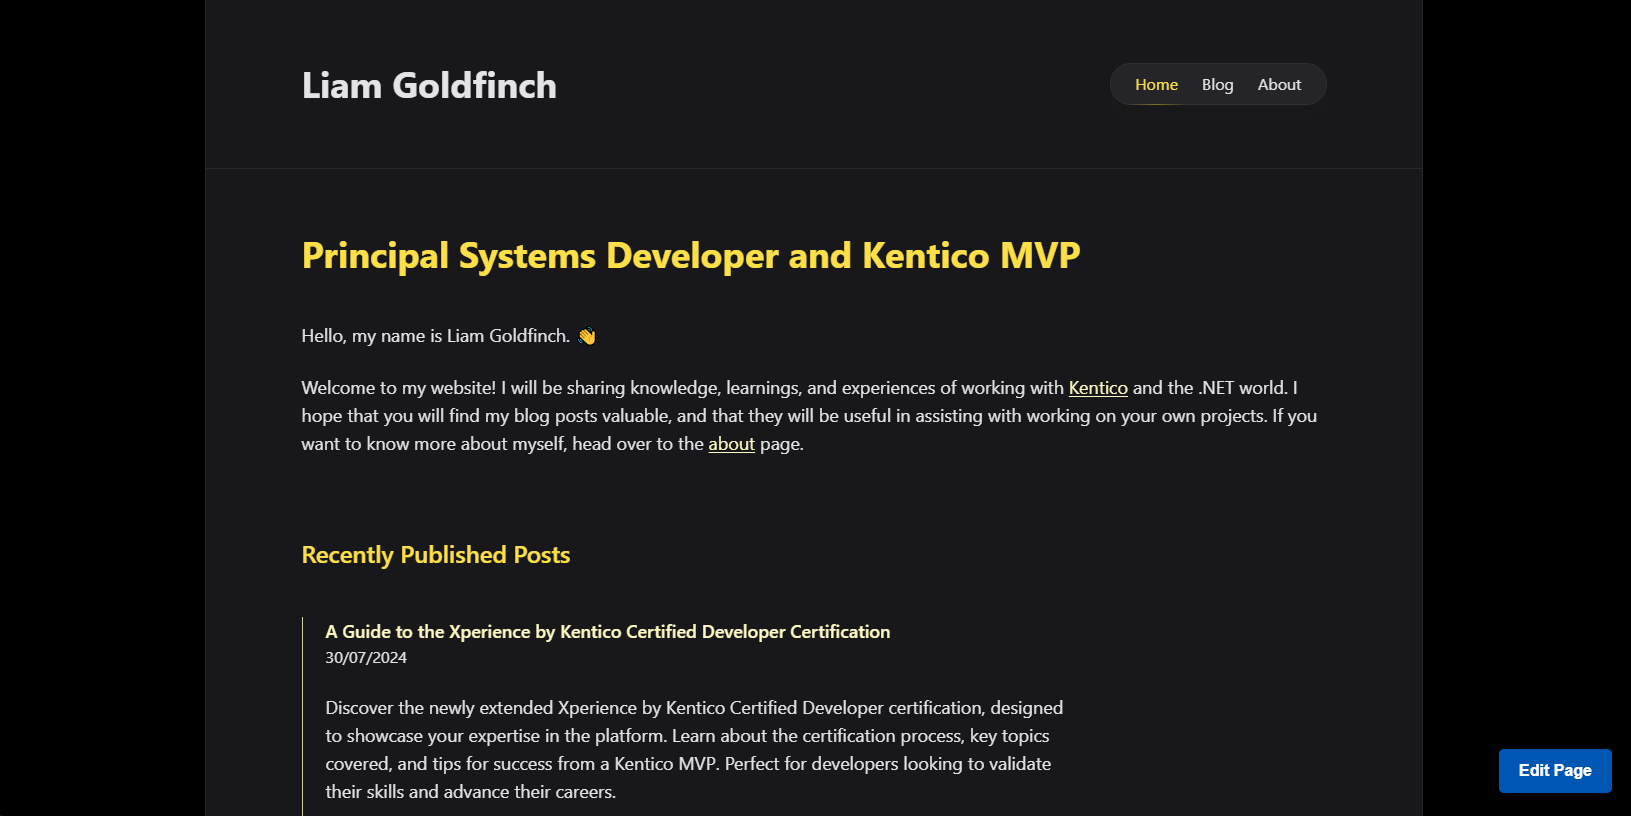 Liam Goldfinch
Home Blog About
Principal Systems Developer and Kentico MVP
Hello, my name is Liam Goldfinch. 👋
Welcome to my website! I will be sharing knowledge, learnings, and experiences of working with Kentico and the .NET world. I
hope that you will find my blog posts valuable, and that they will be useful in assisting with working on your own projects. If you
want to know more about myself, head over to the about page.
Recently Published Posts
A Guide to the Xperience by Kentico Certified Developer Certification
30/07/2024
Discover the newly extended Xperience by Kentico Certified Developer certification, designed
to showcase your expertise in the platform. Learn about the certification process, key topics
covered, and tips for success from a Kentico MVP. Perfect for developers looking to validate
their skills and advance their careers.
Edit Page